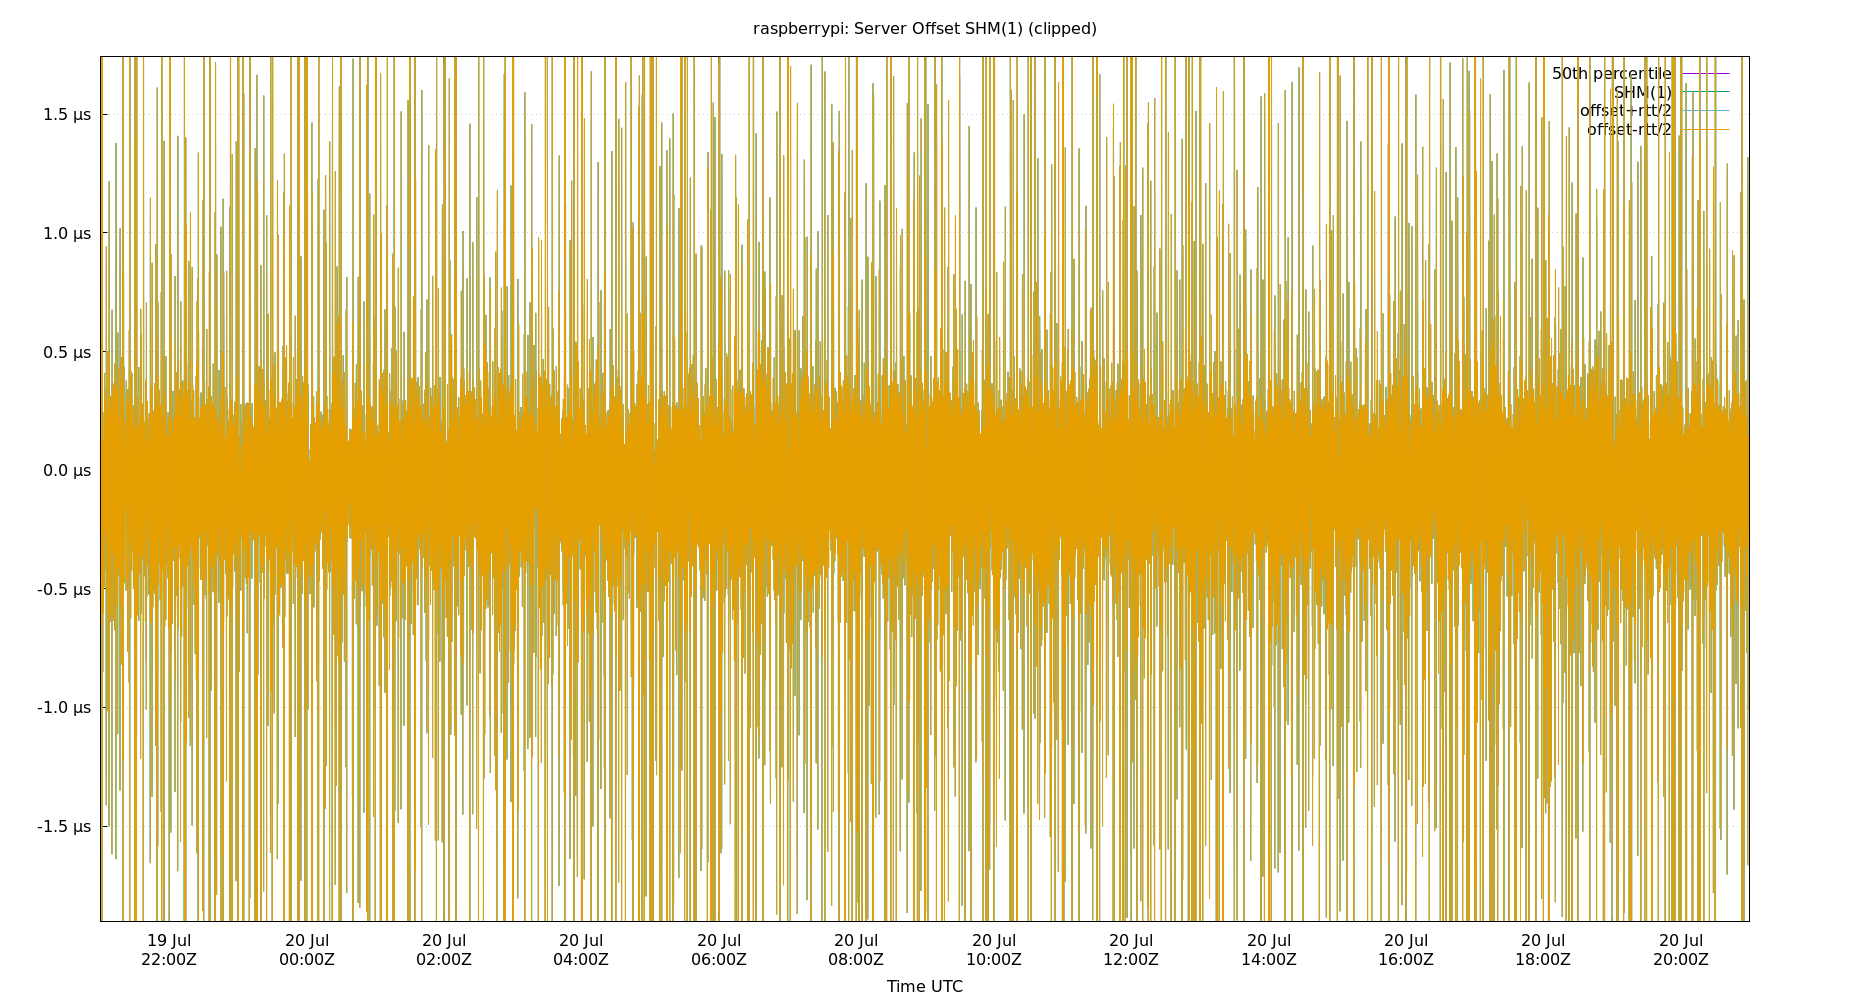 raspberrypi: Server Offset SHM(1) (clipped)
50th percentile
SHM(1)
offset+rtt/2
offset-rtt/2
1.5 µs
1.0 µs
0.5 µs
0.0 µs
-0.5 µs
-1.0 µs
-1.5 µs
19 Jul 20 Jul 20 Jul 20 Jul 20 Jul 20 Jul 20 Jul 20 Jul 20 Jul 20 Jul 20 Jul 20 Jul
22:00Z 00:00Z 02:00Z 04:00Z 06:00Z 08:00Z 10:00Z 12:00Z 14:00Z 16:00Z 18:00Z 20:00Z
Time UTC